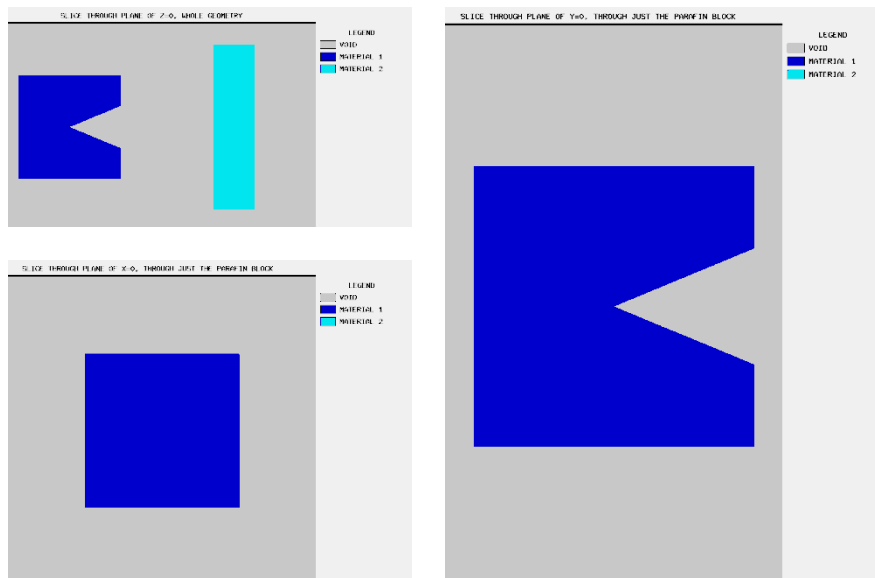 SLICE THROUGH PLANE OF Z=0, WHOLE GEOMETRY
LEGEND
VOID
MATERIAL 1
MATERIAL 2
SLICE THROUGH PLANE OF X=0, THROUGH JUST THE PARAFIN BLOCK
LEGEND
VOID
MATERIAL 1
MATERIAL 2
SLICE THROUGH PLANE OF Y=0, THROUGH JUST THE PARAFIN BLOCK
LEGEND
VOID
MATERIAL 1
MATERIAL 2